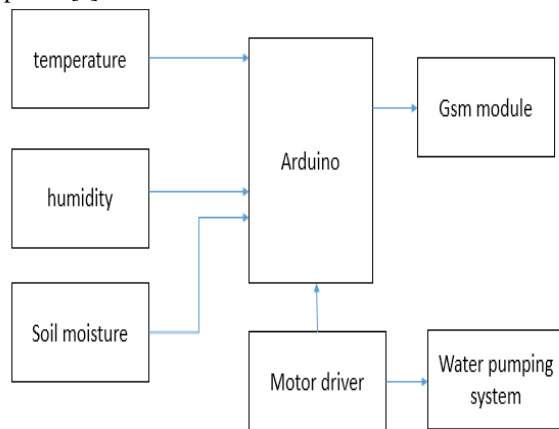 temperature
humidity
Soil moisture
Arduino
Gsm module
Motor driver
Water pumping
system